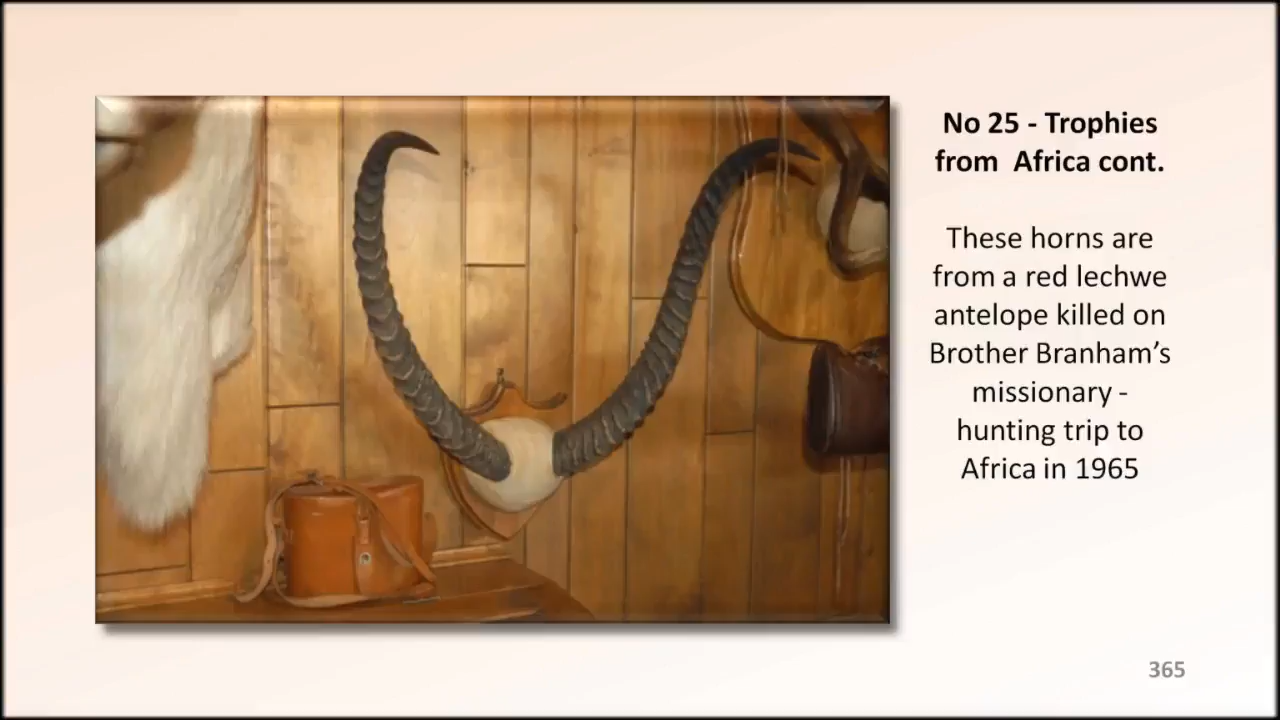 No 25 - Trophies
from  Africa cont.
These horns are
from a red lechwe
antelope killed on
Brother Branham’s
missionary -
hunting trip to
Africa in 1965
365